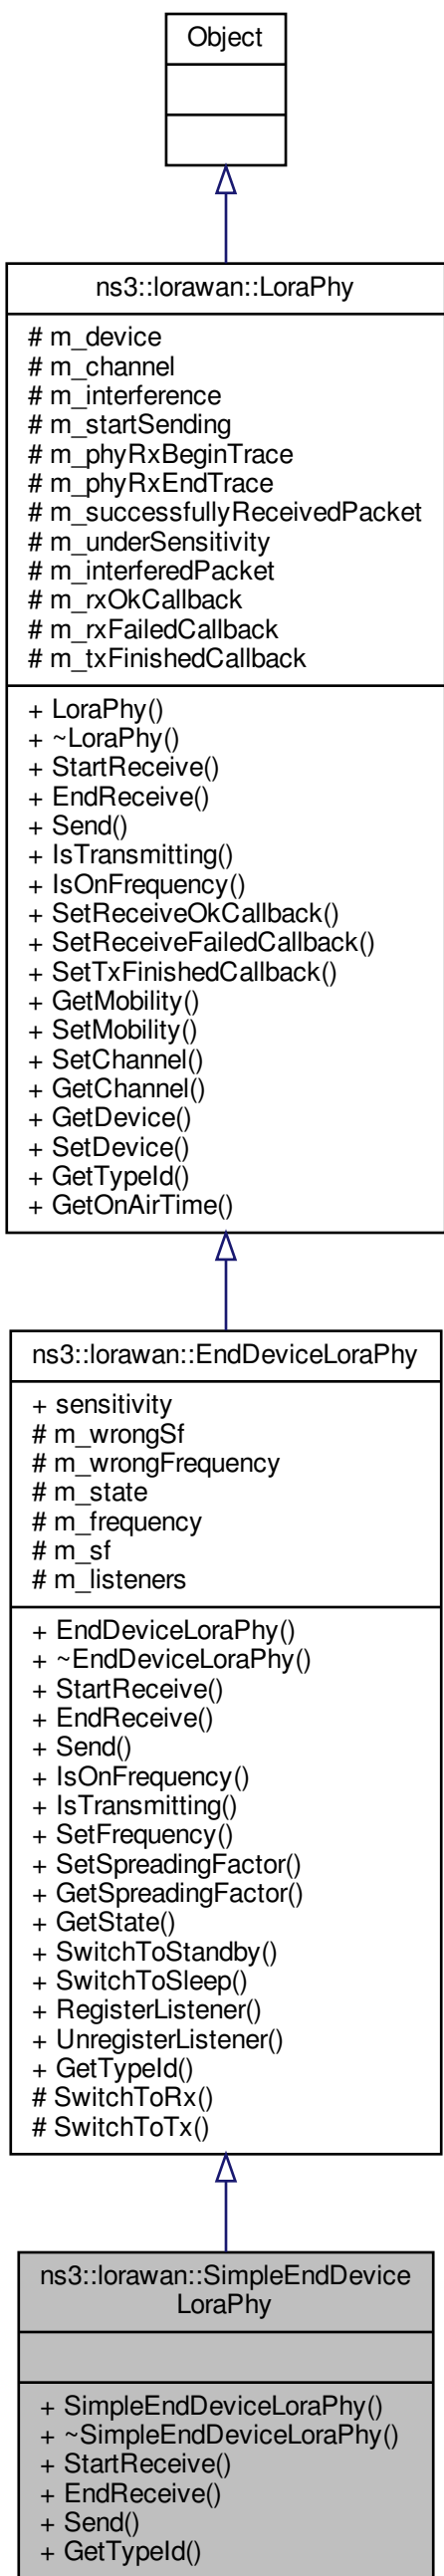 Object
ns3::lorawan::LoraPhy
# m_device
# m_channel
# m_interference
# m_startSending
# m_phyRxBeginTrace
# m_phyRxEndTrace
# m_successfullyReceivedPacket
# m_underSensitivity
# m_interferedPacket
# m_rxOkCallback
# m_rxFailedCallback
# m_txFinishedCallback
+ LoraPhy()
+ ~LoraPhy()
+ StartReceive()
+ EndReceive()
+ Send()
+ IsTransmitting()
+ IsOnFrequency()
+ SetReceiveOkCallback()
+ SetReceiveFailedCallback()
+ SetTxFinishedCallback()
+ GetMobility()
+ SetMobility()
+ SetChannel()
+ GetChannel()
+ GetDevice()
+ SetDevice()
+ GetTypeId()
+ GetOnAirTime()
ns3::lorawan::EndDeviceLoraPhy
+ sensitivity
# m_wrongSf
# m_wrongFrequency
# m_state
# m_frequency
# m_sf
# m_listeners
+ EndDeviceLoraPhy()
+ ~EndDeviceLoraPhy()
+ StartReceive()
+ EndReceive()
+ Send()
+ IsOnFrequency()
+ IsTransmitting()
+ SetFrequency()
+ SetSpreadingFactor()
+ GetSpreadingFactor()
+ GetState()
+ SwitchToStandby()
+ SwitchToSleep()
+ RegisterListener()
+ UnregisterListener()
+ GetTypeId()
# SwitchToRx()
# SwitchToTx()
ns3::lorawan::SimpleEndDevice
LoraPhy
+ SimpleEndDeviceLoraPhy()
+ ~SimpleEndDeviceLoraPhy()
+ StartReceive()
+ EndReceive()
+ Send()
+ GetTypeId()